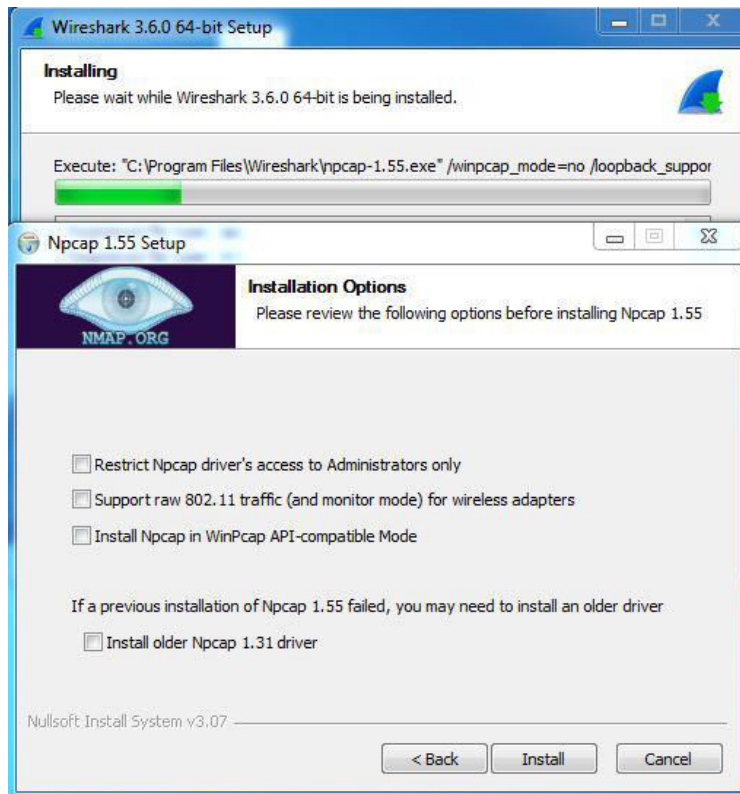 Wireshark 3.6.0 64-bit Setup
Installing
Please wait while Wireshark 3.6.0 64-bit is being installed.
Execute: "C:\Program Files\Wireshark\npcap-1.55.exe" /winpcap_mode=no /loopback_suppor
Npcap 1.55 Setup
NMAP.ORG
Installation Options
Please review the following options before installing Npcap 1.55
Restrict Npcap driver's access to Administrators only
Support raw 802.11 traffic (and monitor mode) for wireless adapters
Install Npcap in WinPcap API-compatible Mode
If a previous installation of Npcap 1.55 failed, you may need to install an older driver
Install older Npcap 1.31 driver
Nullsoft Install System v3.07
< Back Install Cancel